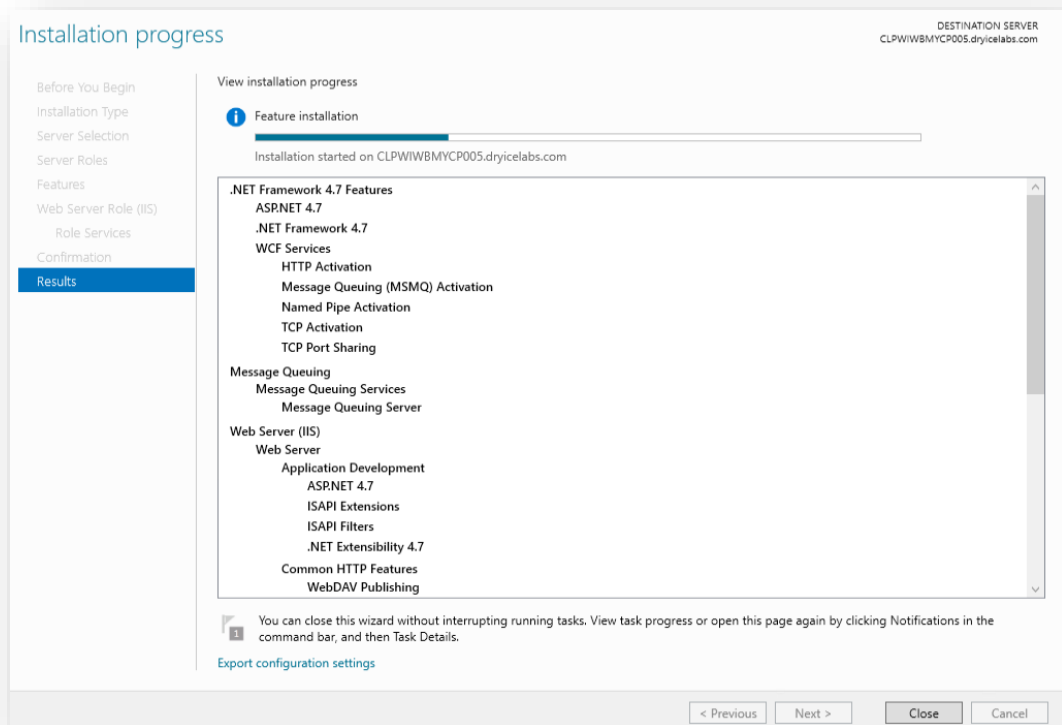 Installation progress
DESTINATION SERVER
CLPWIWBMYCP005.dryicelabs.com
Before You Begin
Installation Type
Server Selection
Server Roles
Features
Web Server Role (IIS)
Role Services
Confirmation
Results
View installation progress
Feature installation
Installation started on CLPWIWBMYCP005.dryicelabs.com
.NET Framework 4.7 Features
ASP.NET 4.7
.NET Framework 4.7
WCF Services
HTTP Activation
Message Queuing (MSMQ) Activation
Named Pipe Activation
TCP Activation
TCP Port Sharing
Message Queuing
Message Queuing Services
Message Queuing Server
Web Server (IIS)
Web Server
Application Development
ASP.NET 4.7
ISAPI Extensions
ISAPI Filters
.NET Extensibility 4.7
Common HTTP Features
WebDAV Publishing
1
You can close this wizard without interrupting running tasks. View task progress or open this page again by clicking Notifications in the
command bar, and then Task Details.
Export configuration settings
< Previous
Next >
Close
Cancel